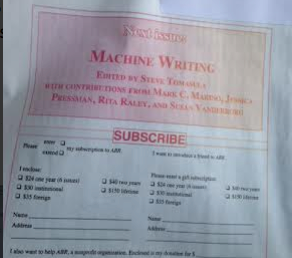 Next issue:
MACHINE WRITING
EDITED BY STEVE TOMASULA
WITH CONTRIBUTIONS FROM MARK C. MARINO, JESSICA
PRESSMAN, RITA RALEY, AND SUSAN VANDERBORG
SUBSCRIBE
Please enter my subscription to ABR.
extend
I want to introduce a friend to ABR.
I enclose:
$24 one year (6 issues)
$40 two years
$30 institutional
$150 lifetime
$35 foreign
Please enter a gift subscription:
$24 one year (6 issues)
$40 two years
$30 institutional
$150 lifetime
$35 foreign
Name
Address
Name
Address
I also want to help ABR, a nonprofit organization. Enclosed is my donation for $